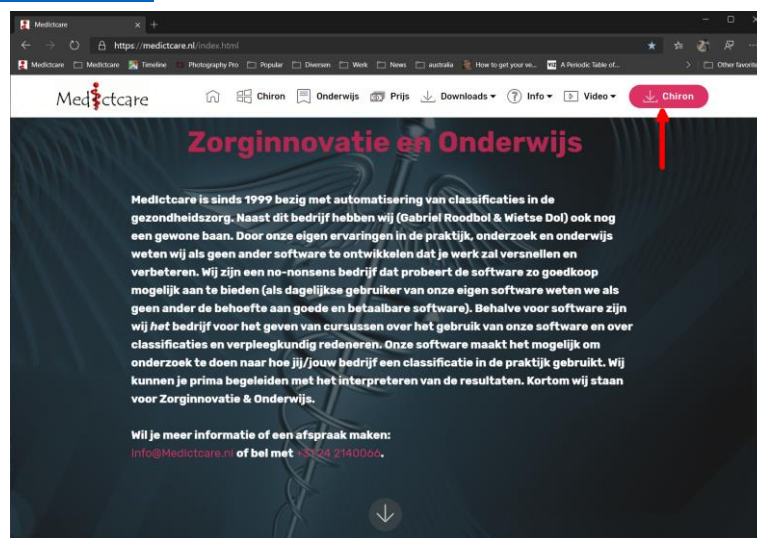 Medictcare
https://medictcare.nl/index.html
Medictcare Medictcare Timeline Photography Pro Popular Diversen Werk News australia How to get your ve... A Periodic Table of... Other favorite
Medctcare Chiron Onderwijs Prijs Downloads Info Video Chiron
Zorginnovatie en Onderwijs
MedIctcare is sinds 1999 bezig met automatisering van classificaties in de
gezondheidszorg. Naast dit bedrijf hebben wij (Gabriel Roodbol & Wietse Dol) ook nog
een gewone baan. Door onze eigen ervaringen in de praktijk, onderzoek en onderwijs
weten wij als geen ander software te ontwikkelen dat je werk zal versnellen en
verbeteren. Wij zijn een no-nonsens bedrijf dat probeert de software zo goedkoop
mogelijk aan te bieden (als dagelijkse gebruiker van onze eigen software weten we als
geen ander de behoefte aan goede en betaalbare software). Behalve voor software zijn
wij het bedrijf voor het geven van cursussen over het gebruik van onze software en over
classificaties en verpleegkundig redeneren. Onze software maakt het mogelijk om
onderzoek te doen naar hoe jij/jouw bedrijf een classificatie in de praktijk gebruikt. Wij
kunnen je prima begeleiden met het interpreteren van de resultaten. Kortom wij staan
voor Zorginnovatie & Onderwijs.
Wil je meer informatie of een afspraak maken:
Info@Medictcare.nl of bel met +31 24 2140066.